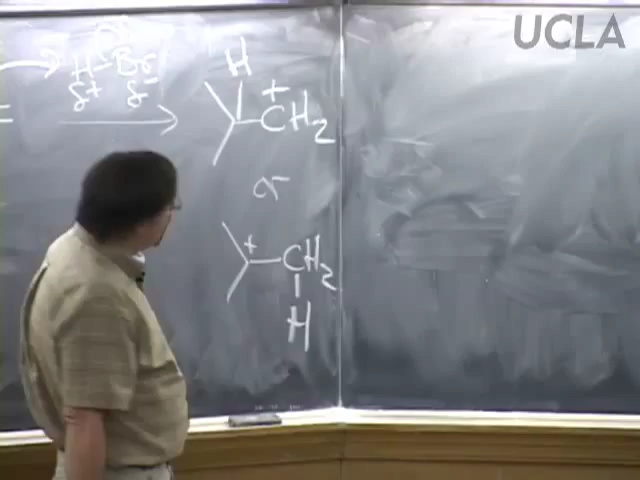 UCLA
H-Br
δ+ δ-
H
+
CH2
or
+
CH2
H